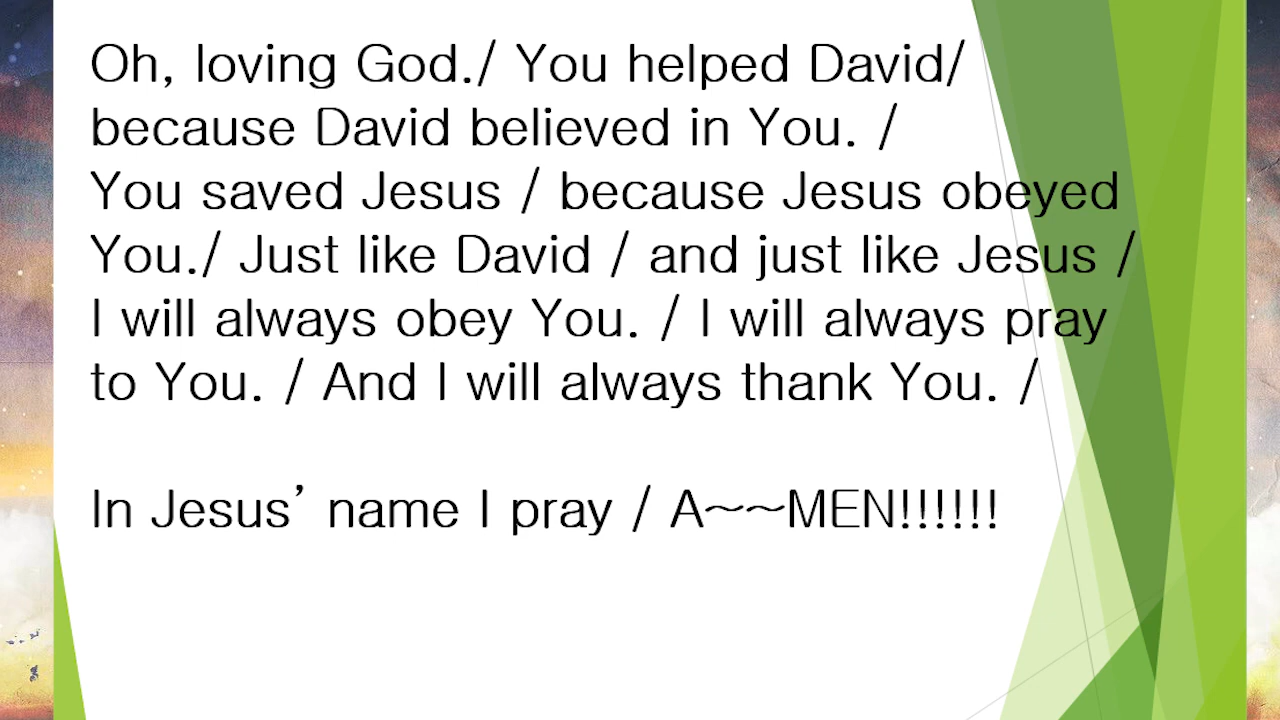 Oh, loving God./ You helped David/
because David believed in You. /
You saved Jesus / because Jesus obeyed
You./ Just like David / and just like Jesus /
I will always obey You. / I will always pray
to You. / And I will always thank You. /
In Jesus’ name I pray / A~~MEN!!!!!!